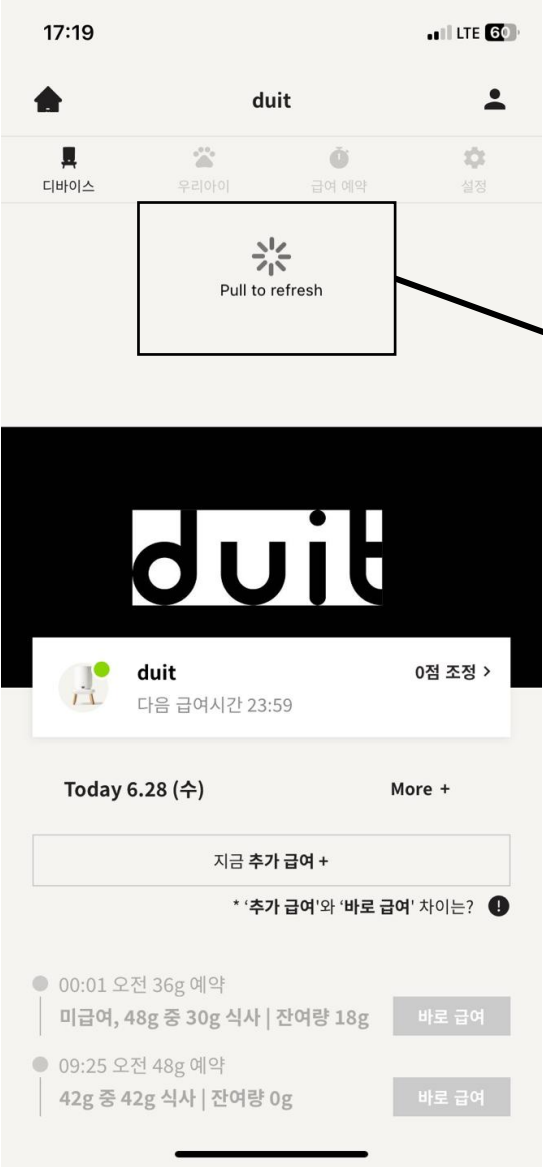 17:19
LTE 60
duit
디바이스 우리아이 급여 예약 설정
Pull to refresh
duit
duit 0점 조정 >
다음 급여시간 23:59
Today 6.28 (수) More +
지금 추가 급여 +
* ‘추가 급여'와 ‘바로 급여' 차이는? !
00:01 오전 36g 예약
미급여, 48g 중 30g 식사 | 잔여량 18g 바로 급여
09:25 오전 48g 예약
42g 중 42g 식사 | 잔여량 0g 바로 급여